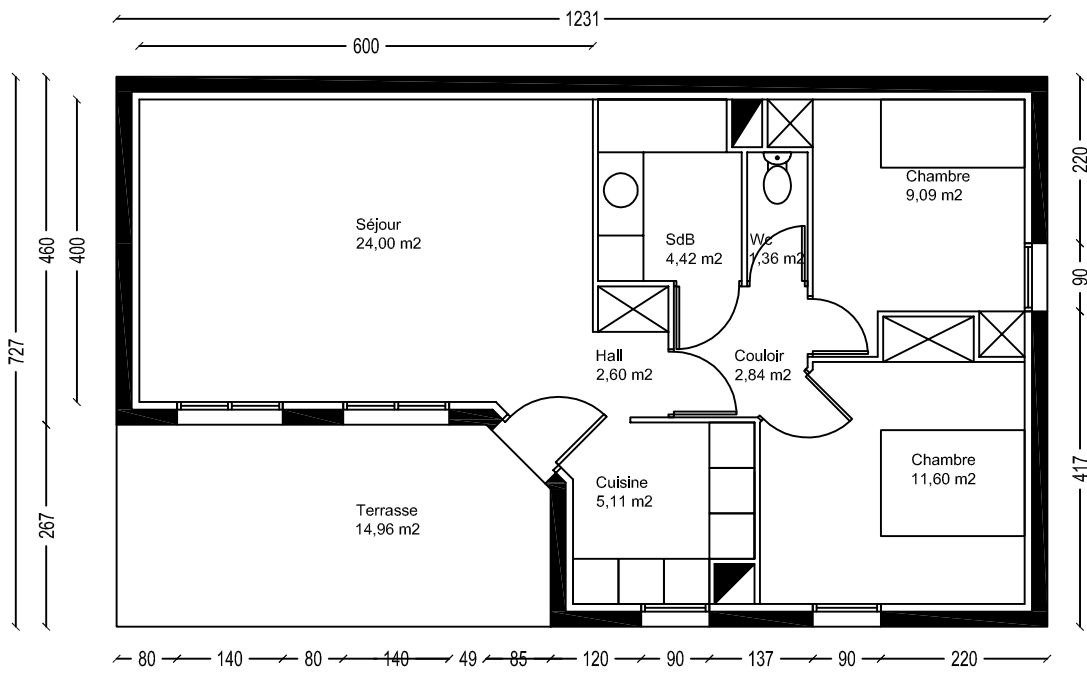 1231
600
727
460
400
267
220
90
417
Séjour
24,00 m2
SdB
4,42 m2
Wc
1,36 m2
Chambre
9,09 m2
Hall
2,60 m2
Couloir
2,84 m2
Cuisine
5,11 m2
Chambre
11,60 m2
Terrasse
14,96 m2
80 140 80 140 49 85 120 90 137 90 220